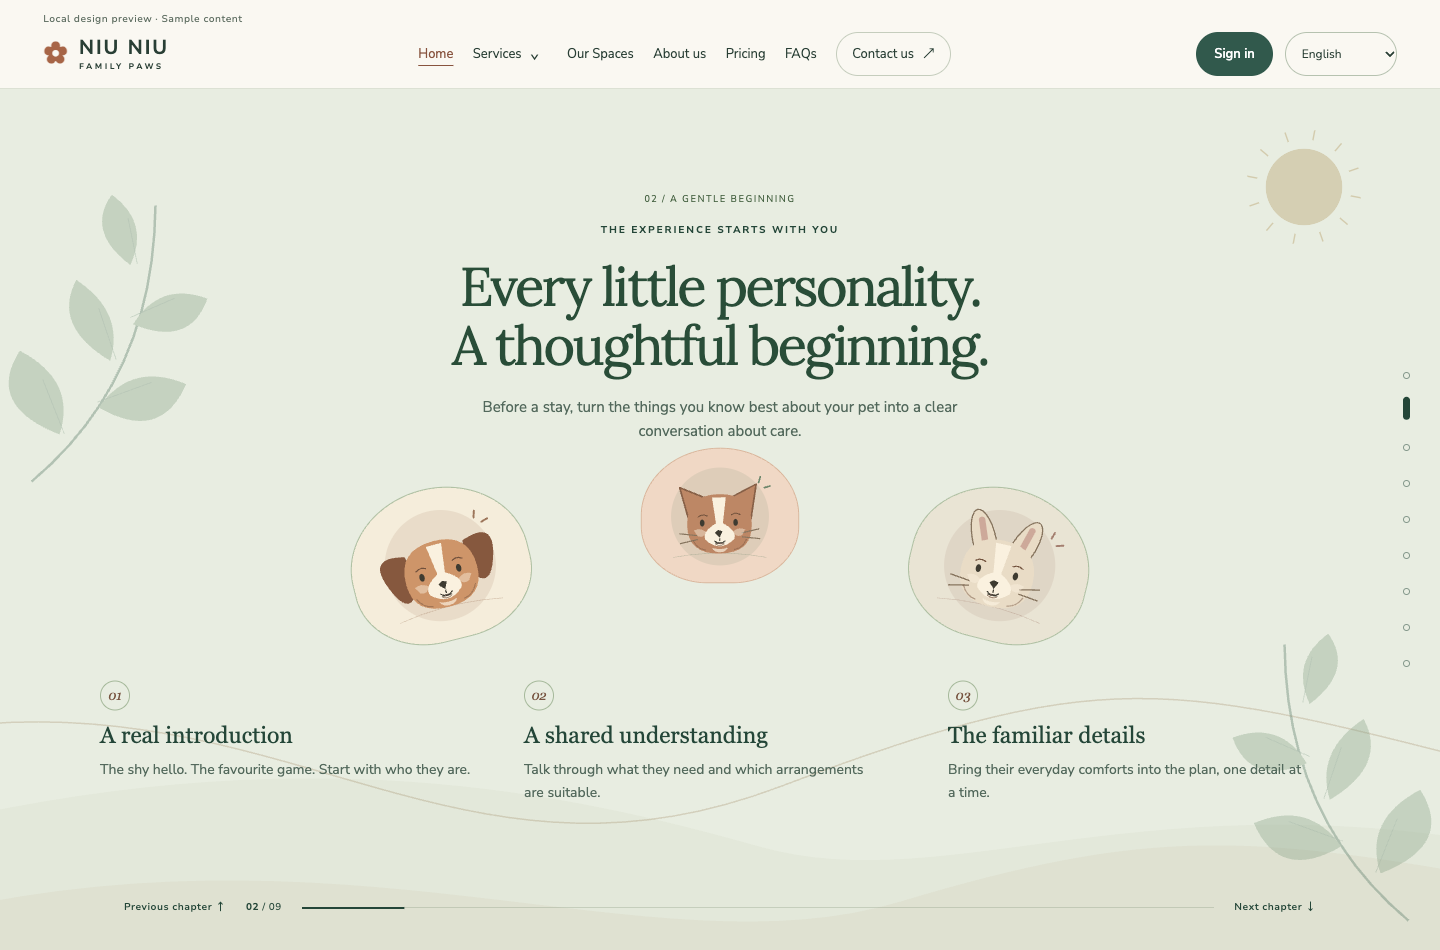 Local design preview · Sample content
NIU NIU
FAMILY PAWS
Home
Services
Our Spaces
About us
Pricing
FAQs
Contact us ↗
Sign in
English
02 / A GENTLE BEGINNING
THE EXPERIENCE STARTS WITH YOU
Every little personality.
A thoughtful beginning.
Before a stay, turn the things you know best about your pet into a clear
conversation about care.
01
A real introduction
The shy hello. The favourite game. Start with who they are.
02
A shared understanding
Talk through what they need and which arrangements
are suitable.
03
The familiar details
Bring their everyday comforts into the plan, one detail at
a time.
Previous chapter ↑
02 / 09
Next chapter ↓